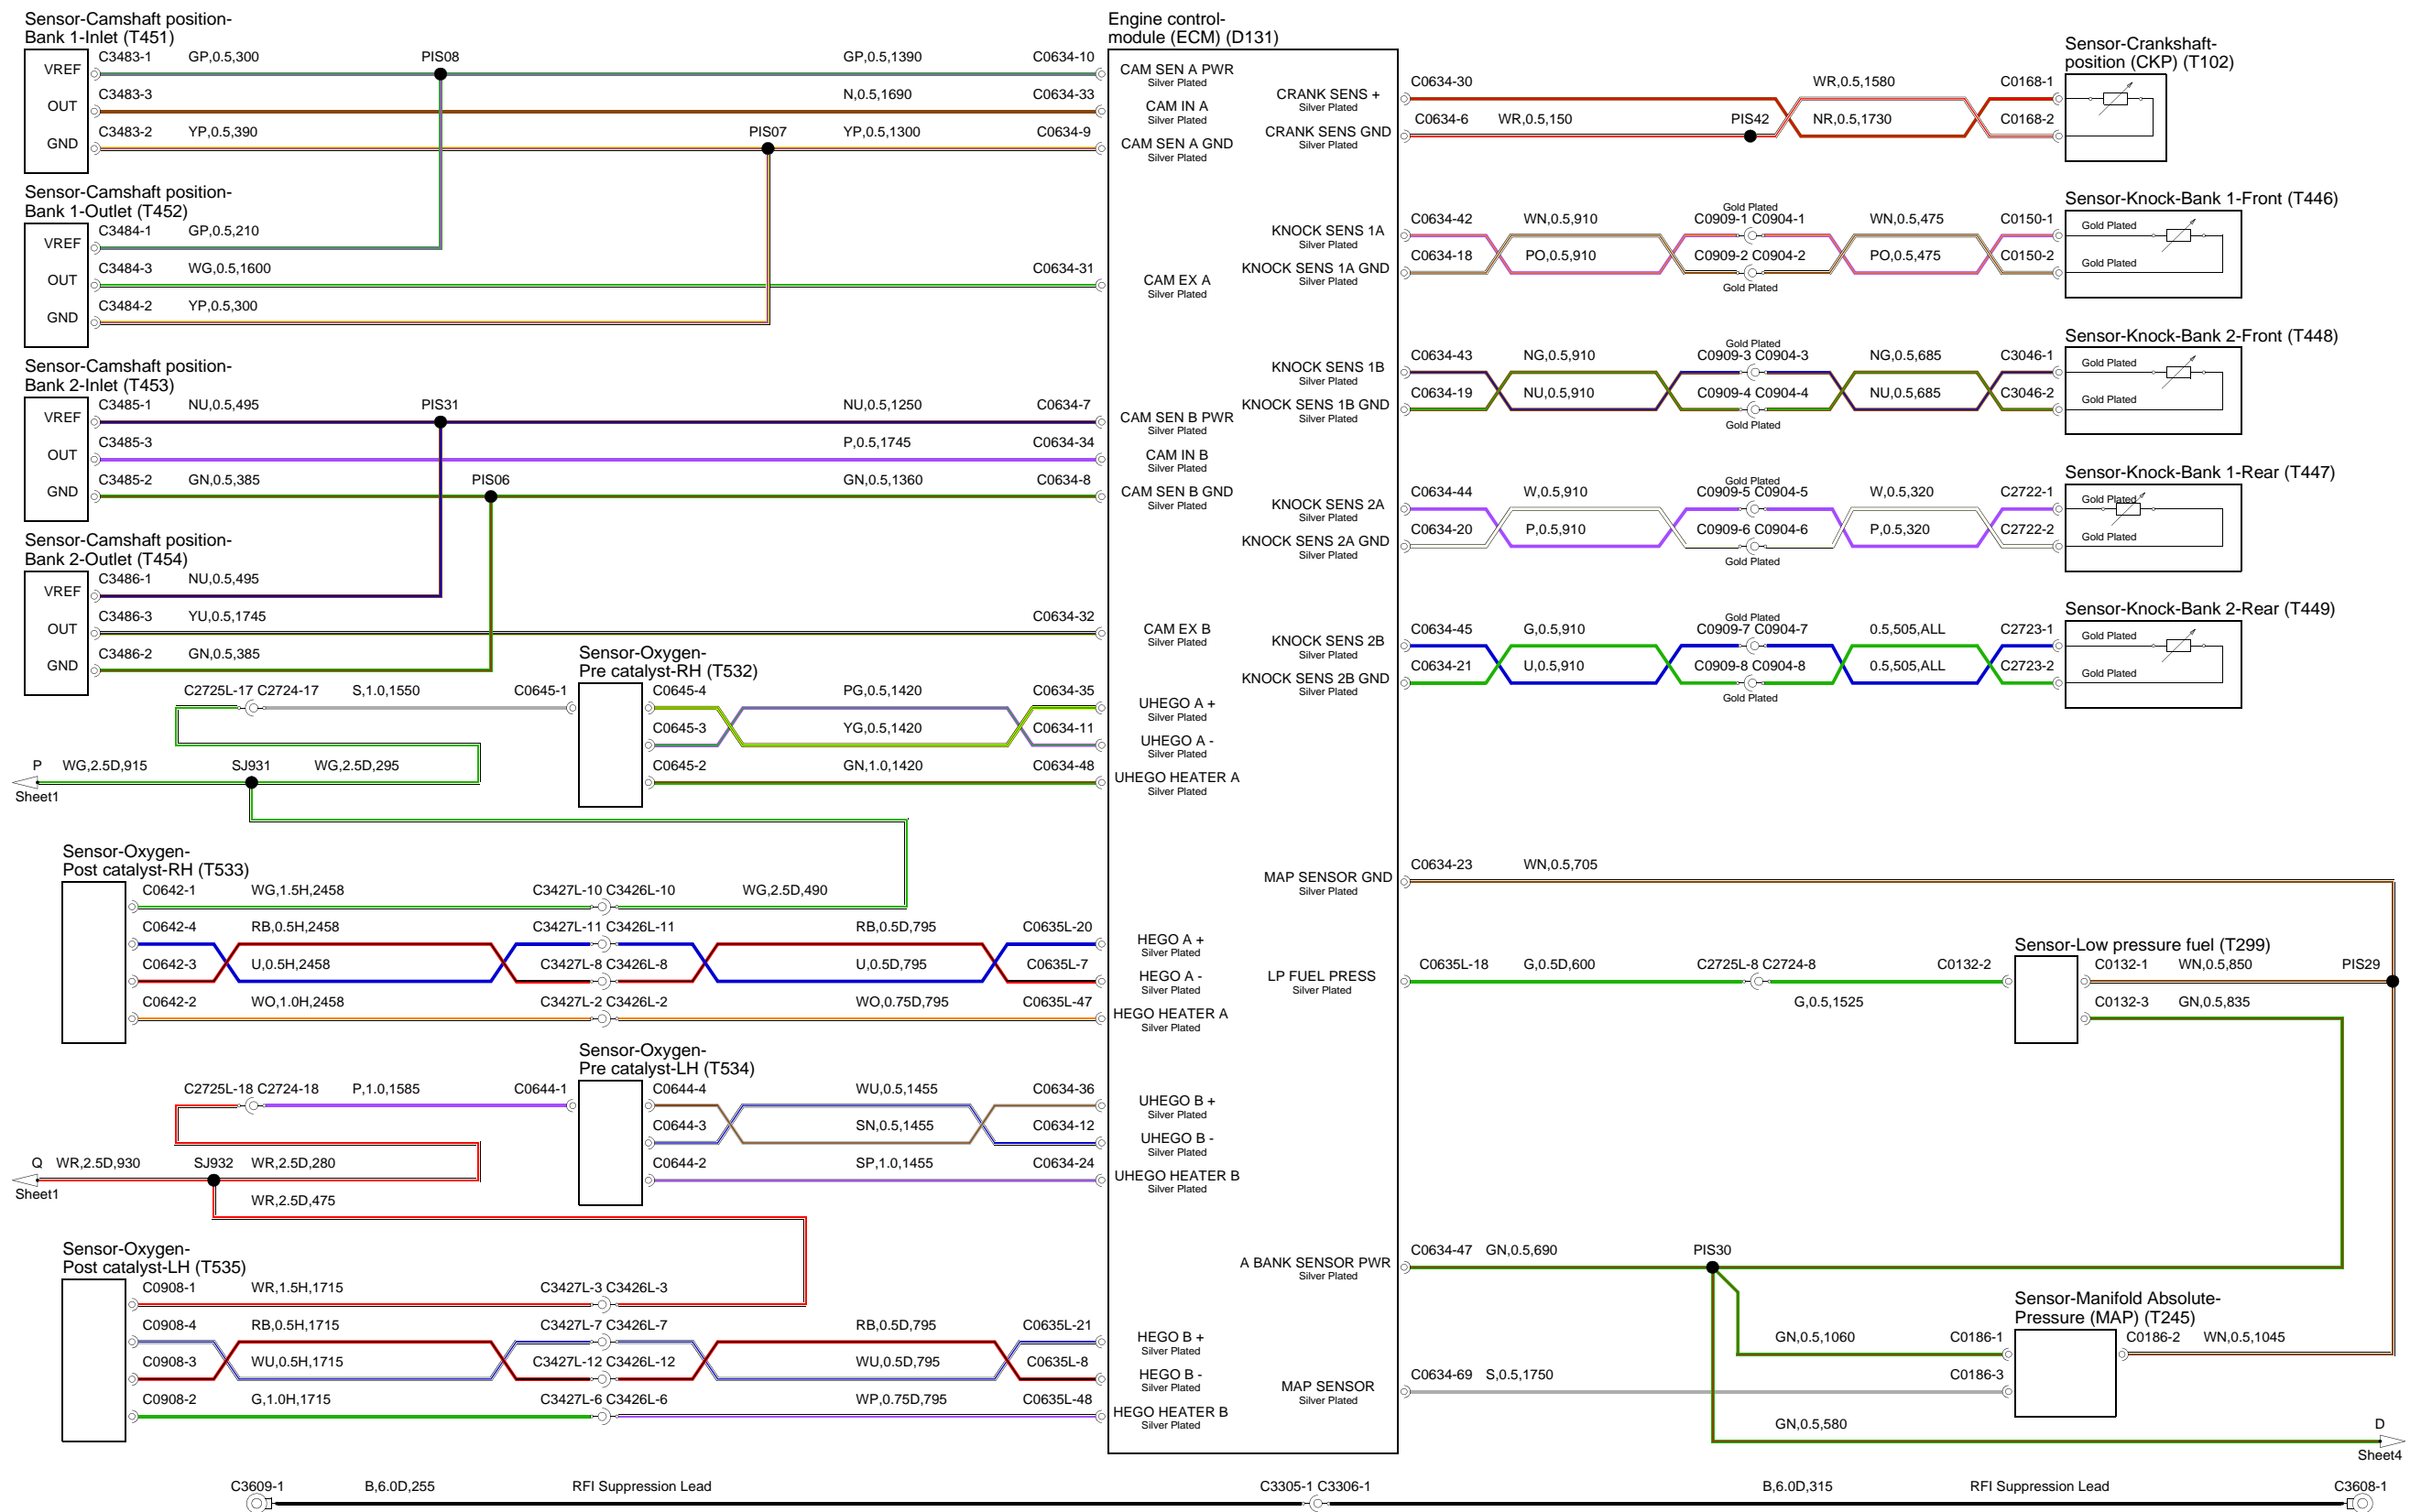 Sensor-Camshaft position-
Bank 1-Inlet (T451)
VREF
OUT
GND
C3483-1
GP,0.5,300
PIS08
GP,0.5,1390
C0634-10
C3483-3
N,0.5,1690
C0634-33
C3483-2
YP,0.5,390
PIS07
YP,0.5,1300
C0634-9
Sensor-Camshaft position-
Bank 1-Outlet (T452)
VREF
OUT
GND
C3484-1
GP,0.5,210
C3484-3
WG,0.5,1600
C0634-31
C3484-2
YP,0.5,300
Sensor-Camshaft position-
Bank 2-Inlet (T453)
VREF
OUT
GND
C3485-1
NU,0.5,495
PIS31
NU,0.5,1250
C0634-7
C3485-3
P,0.5,1745
C0634-34
C3485-2
GN,0.5,385
PIS06
GN,0.5,1360
C0634-8
Sensor-Camshaft position-
Bank 2-Outlet (T454)
VREF
OUT
GND
C3486-1
NU,0.5,495
C3486-3
YU,0.5,1745
C0634-32
C3486-2
GN,0.5,385
Sensor-Oxygen-
Pre catalyst-RH (T532)
C2725L-17 C2724-17
S,1.0,1550
C0645-1
C0645-4
PG,0.5,1420
C0634-35
C0645-3
YG,0.5,1420
C0634-11
C0645-2
GN,1.0,1420
C0634-48
P
Sheet1
WG,2.5D,915
SJ931
WG,2.5D,295
Sensor-Oxygen-
Post catalyst-RH (T533)
C0642-1
WG,1.5H,2458
C3427L-10 C3426L-10
WG,2.5D,490
C0642-4
RB,0.5H,2458
C3427L-11 C3426L-11
RB,0.5D,795
C0635L-20
C0642-3
U,0.5H,2458
C3427L-8 C3426L-8
U,0.5D,795
C0635L-7
C0642-2
WO,1.0H,2458
C3427L-2 C3426L-2
WO,0.75D,795
C0635L-47
Sensor-Oxygen-
Pre catalyst-LH (T534)
C2725L-18 C2724-18
P,1.0,1585
C0644-1
C0644-4
WU,0.5,1455
C0634-36
C0644-3
SN,0.5,1455
C0634-12
C0644-2
SP,1.0,1455
C0634-24
Q
Sheet1
WR,2.5D,930
SJ932
WR,2.5D,280
WR,2.5D,475
Sensor-Oxygen-
Post catalyst-LH (T535)
C0908-1
WR,1.5H,1715
C3427L-3 C3426L-3
C0908-4
RB,0.5H,1715
C3427L-7 C3426L-7
RB,0.5D,795
C0635L-21
C0908-3
WU,0.5H,1715
C3427L-12 C3426L-12
WU,0.5D,795
C0635L-8
C0908-2
G,1.0H,1715
C3427L-6 C3426L-6
WP,0.75D,795
C0635L-48
Engine control-
module (ECM) (D131)
CAM SEN A PWR
Silver Plated
CAM IN A
Silver Plated
CAM SEN A GND
Silver Plated
CAM EX A
Silver Plated
CAM SEN B PWR
Silver Plated
CAM IN B
Silver Plated
CAM SEN B GND
Silver Plated
CAM EX B
Silver Plated
UHEGO A +
Silver Plated
UHEGO A -
Silver Plated
UHEGO HEATER A
Silver Plated
HEGO A +
Silver Plated
HEGO A -
Silver Plated
HEGO HEATER A
Silver Plated
UHEGO B +
Silver Plated
UHEGO B -
Silver Plated
UHEGO HEATER B
Silver Plated
HEGO B +
Silver Plated
HEGO B -
Silver Plated
HEGO HEATER B
Silver Plated
CRANK SENS +
Silver Plated
CRANK SENS GND
Silver Plated
KNOCK SENS 1A
Silver Plated
KNOCK SENS 1A GND
Silver Plated
KNOCK SENS 1B
Silver Plated
KNOCK SENS 1B GND
Silver Plated
KNOCK SENS 2A
Silver Plated
KNOCK SENS 2A GND
Silver Plated
KNOCK SENS 2B
Silver Plated
KNOCK SENS 2B GND
Silver Plated
MAP SENSOR GND
Silver Plated
LP FUEL PRESS
Silver Plated
A BANK SENSOR PWR
Silver Plated
MAP SENSOR
Silver Plated
Sensor-Crankshaft-
position (CKP) (T102)
C0634-30
WR,0.5,1580
C0168-1
C0634-6
WR,0.5,150
PIS42
NR,0.5,1730
C0168-2
Sensor-Knock-Bank 1-Front (T446)
C0634-42
WN,0.5,910
Gold Plated
C0909-1 C0904-1
WN,0.5,475
C0150-1
Gold Plated
C0634-18
PO,0.5,910
C0909-2 C0904-2
Gold Plated
PO,0.5,475
C0150-2
Gold Plated
Sensor-Knock-Bank 2-Front (T448)
C0634-43
NG,0.5,910
Gold Plated
C0909-3 C0904-3
NG,0.5,685
C3046-1
Gold Plated
C0634-19
NU,0.5,910
C0909-4 C0904-4
Gold Plated
NU,0.5,685
C3046-2
Gold Plated
Sensor-Knock-Bank 1-Rear (T447)
C0634-44
W,0.5,910
Gold Plated
C0909-5 C0904-5
W,0.5,320
C2722-1
Gold Plated
C0634-20
P,0.5,910
C0909-6 C0904-6
Gold Plated
P,0.5,320
C2722-2
Gold Plated
Sensor-Knock-Bank 2-Rear (T449)
C0634-45
G,0.5,910
Gold Plated
C0909-7 C0904-7
0.5,505,ALL
C2723-1
Gold Plated
C0634-21
U,0.5,910
C0909-8 C0904-8
Gold Plated
0.5,505,ALL
C2723-2
Gold Plated
C0634-23
WN,0.5,705
Sensor-Low pressure fuel (T299)
C0635L-18
G,0.5D,600
C2725L-8 C2724-8
G,0.5,1525
C0132-2
C0132-1
WN,0.5,850
PIS29
C0132-3
GN,0.5,835
C0634-47
GN,0.5,690
PIS30
Sensor-Manifold Absolute-
Pressure (MAP) (T245)
GN,0.5,1060
C0186-1
C0186-2
WN,0.5,1045
C0634-69
S,0.5,1750
C0186-3
GN,0.5,580
D
Sheet4
C3609-1
B,6.0D,255
RFI Suppression Lead
C3305-1 C3306-1
B,6.0D,315
RFI Suppression Lead
C3608-1